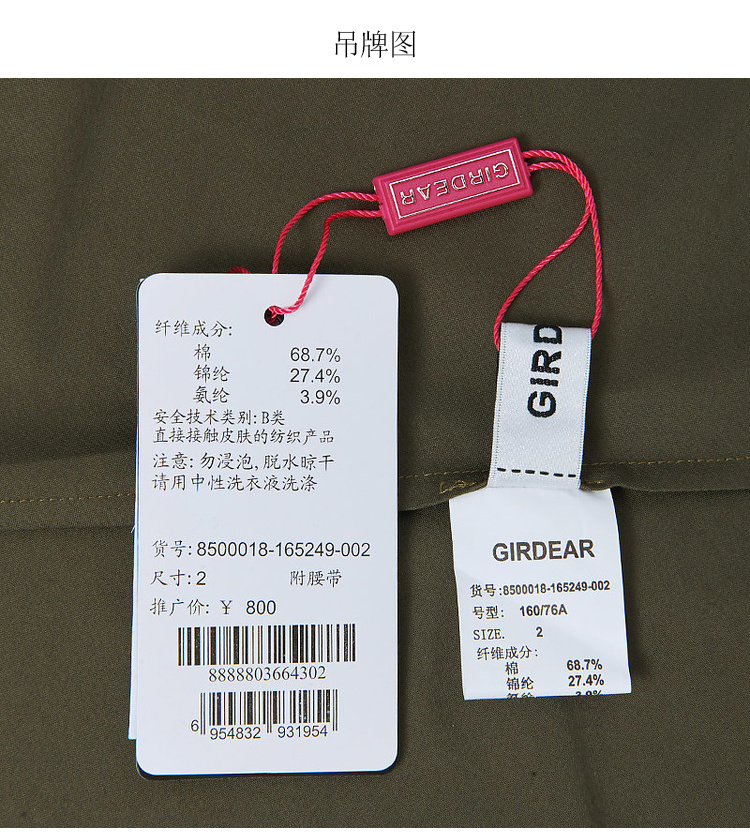 吊牌图
GIRDEAR
GIRD
纤维成分:
棉 68.7%
锦纶 27.4%
氨纶 3.9%
安全技术类别:B类
直接接触皮肤的纺织产品
注意: 勿浸泡,脱水晾干
请用中性洗衣液洗涤
货号:8500018-165249-002
尺寸:2 附腰带
推广价: ¥ 800
8888803664302
6 954832 931954
GIRDEAR
货号:8500018-165249-002
号型: 160/76A
SIZE. 2
纤维成分:
棉 68.7%
锦纶 27.4%
氨纶 3.9%